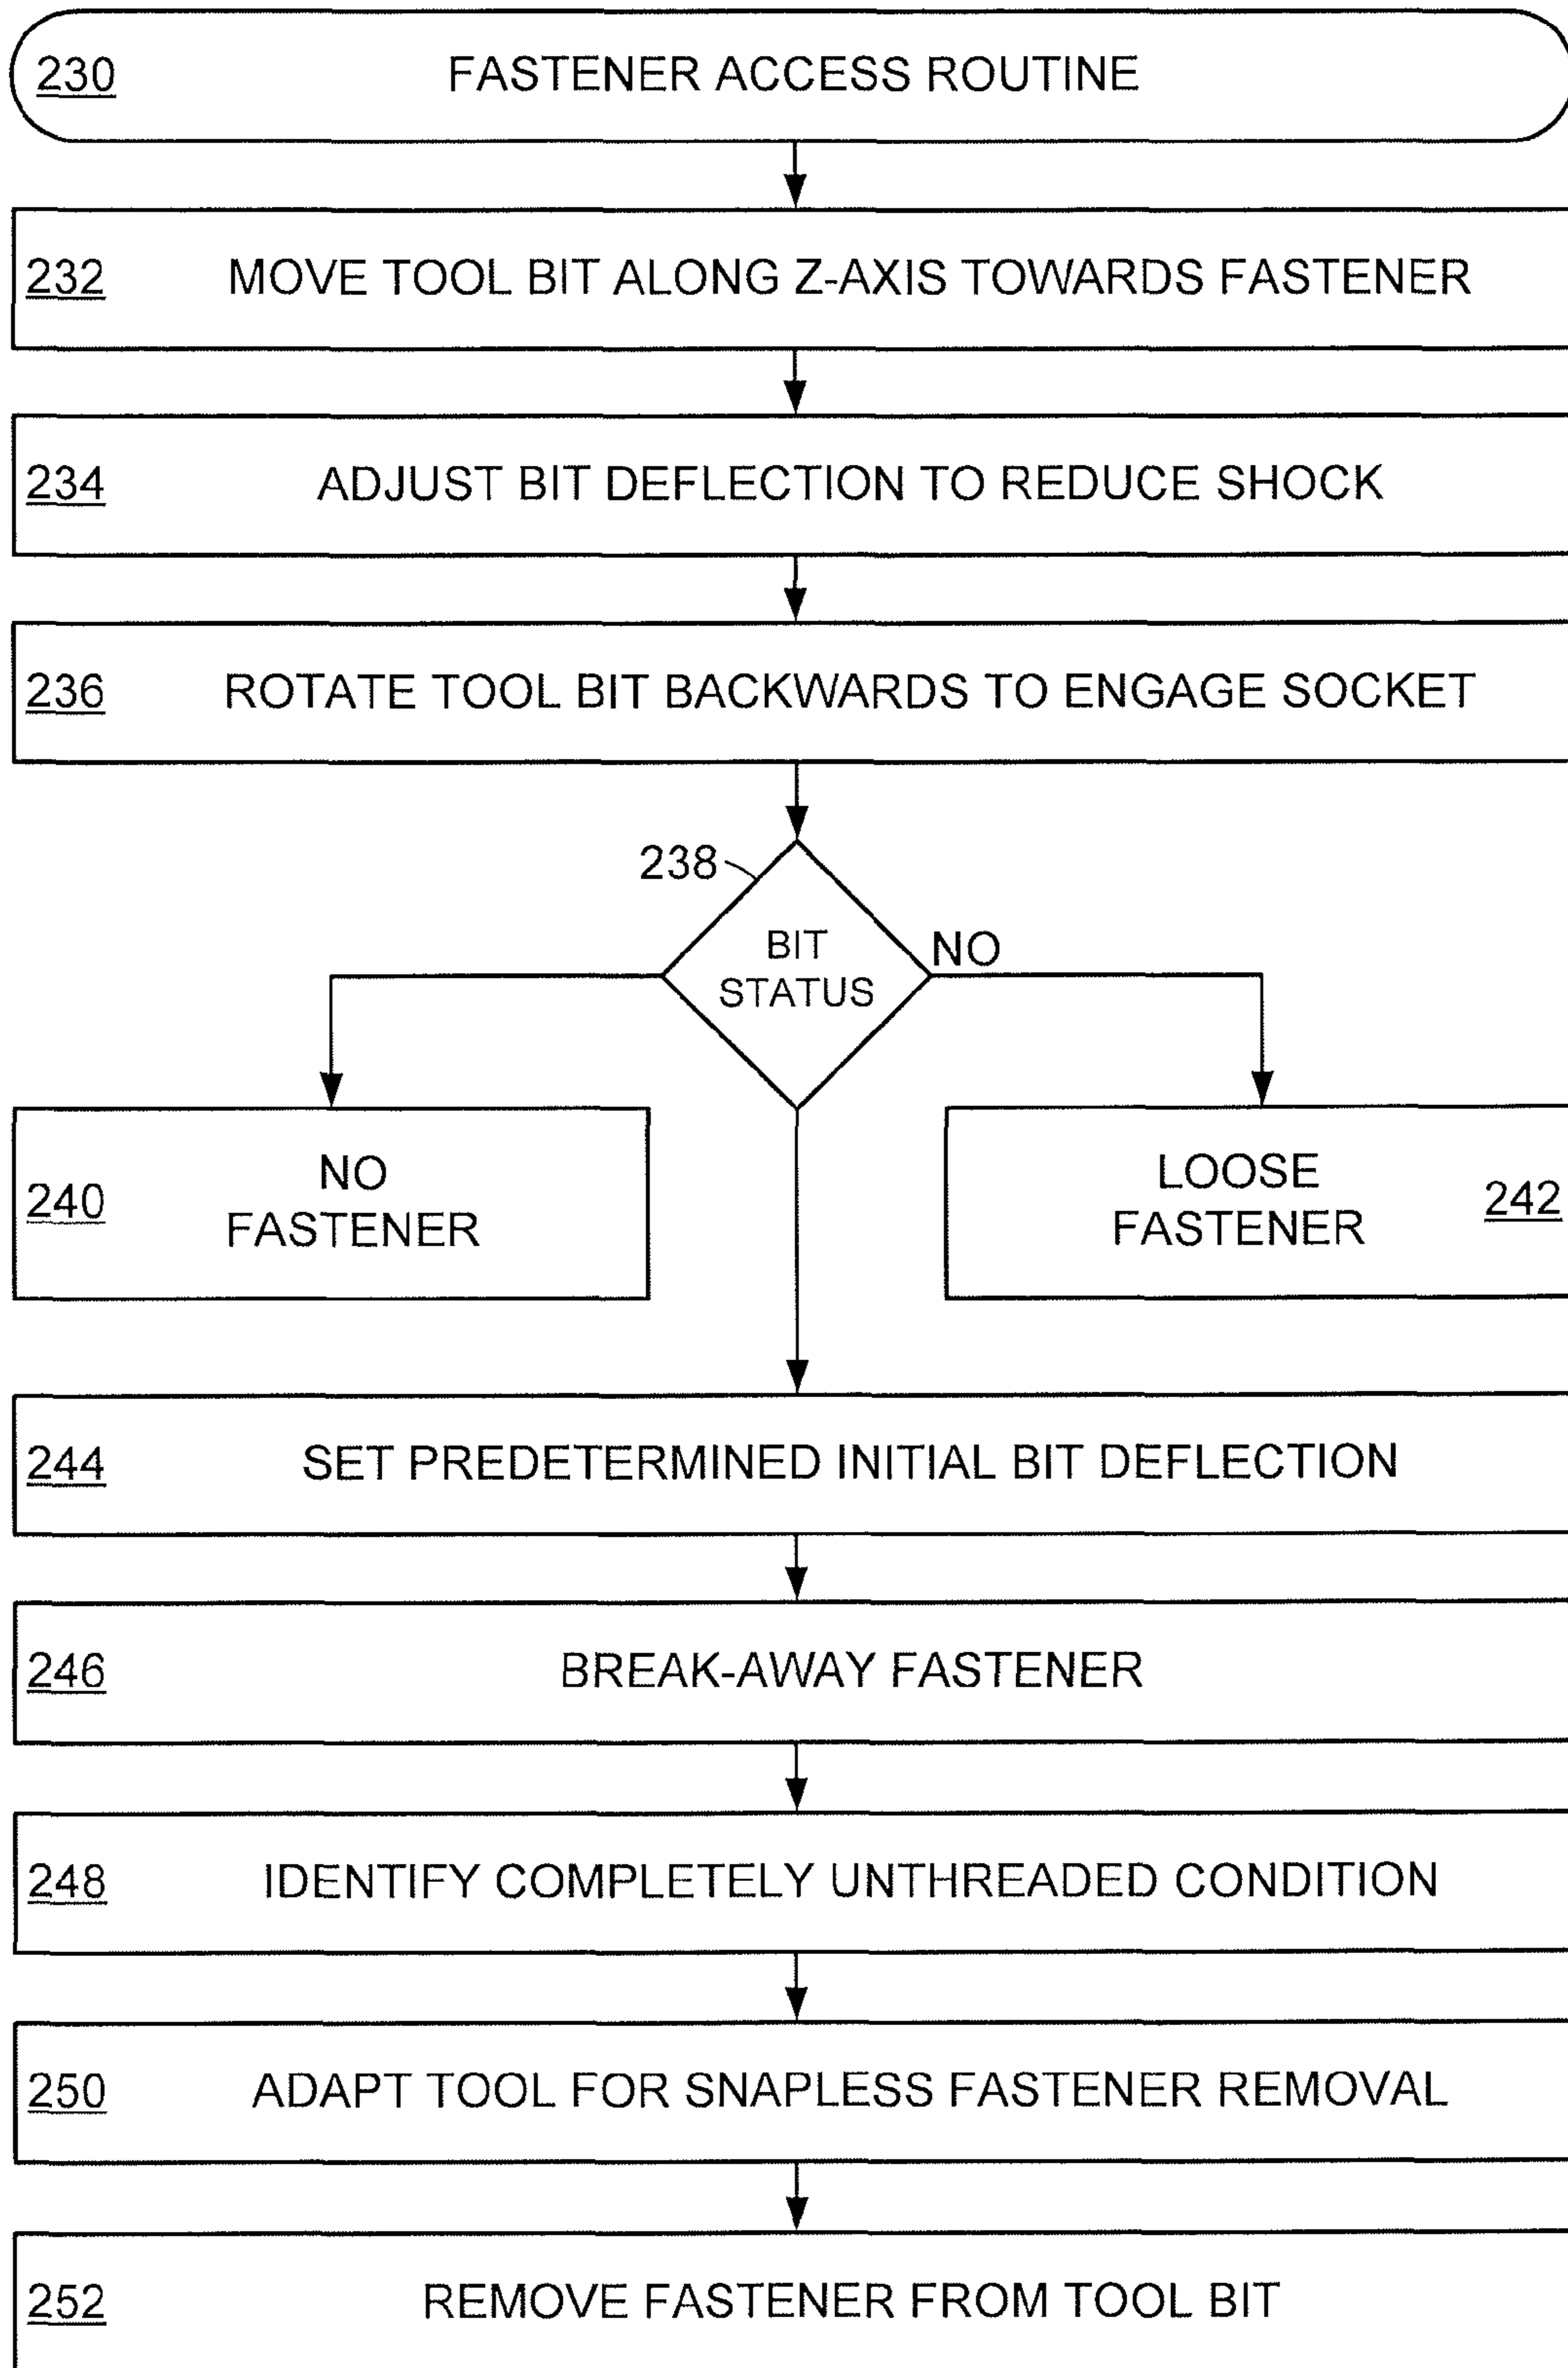 230 FASTENER ACCESS ROUTINE
232 MOVE TOOL BIT ALONG Z-AXIS TOWARDS FASTENER
234 ADJUST BIT DEFLECTION TO REDUCE SHOCK
236 ROTATE TOOL BIT BACKWARDS TO ENGAGE SOCKET
238
BIT
STATUS
NO
240
NO
FASTENER
LOOSE
FASTENER
242
244 SET PREDETERMINED INITIAL BIT DEFLECTION
246 BREAK-AWAY FASTENER
248 IDENTIFY COMPLETELY UNTHREADED CONDITION
250 ADAPT TOOL FOR SNAPLESS FASTENER REMOVAL
252 REMOVE FASTENER FROM TOOL BIT